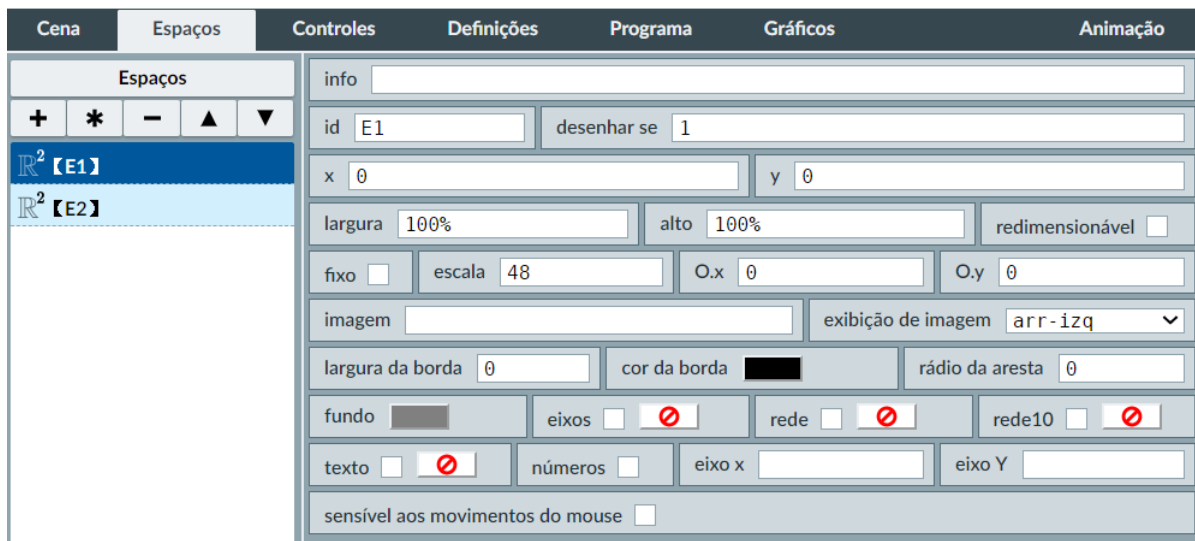 Cena Espaços Controles Definições Programa Gráficos Animação
Espaços
+ * − ▲ ▼
ℝ² 【E1】
ℝ² 【E2】
info
id E1 desenhar se 1
x 0 y 0
largura 100% alto 100% redimensionável
fixo escala 48 O.x 0 O.y 0
imagem exibição de imagem arr-izq
largura da borda 0 cor da borda rádio da aresta 0
fundo eixos rede rede10
texto números eixo x eixo Y
sensível aos movimentos do mouse